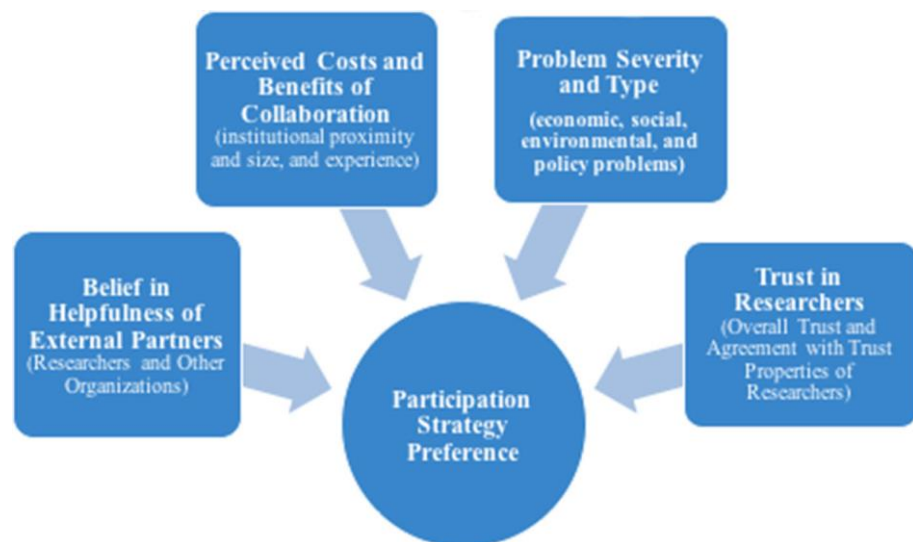 Perceived Costs and
Benefits of
Collaboration
(institutional proximity
and size, and experience)
Problem Severity
and Type
(economic, social,
environmental, and
policy problems)
Belief in
Helpfulness of
External Partners
(Researchers and Other
Organizations)
Trust in
Researchers
(Overall Trust and
Agreement with Trust
Properties of
Researchers)
Participation
Strategy
Preference